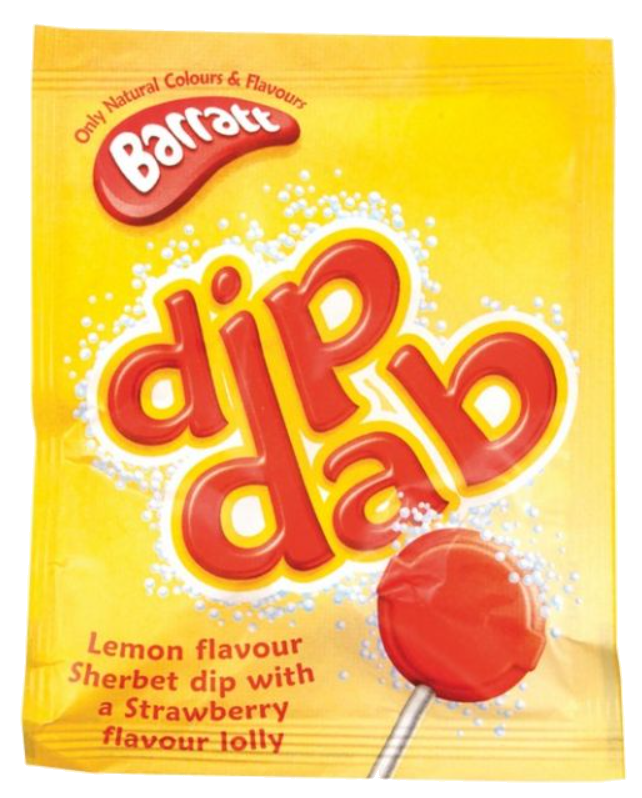 Only Natural Colours & Flavours
Barratt
dip
dab
Lemon flavour
Sherbet dip with
a Strawberry
flavour lolly